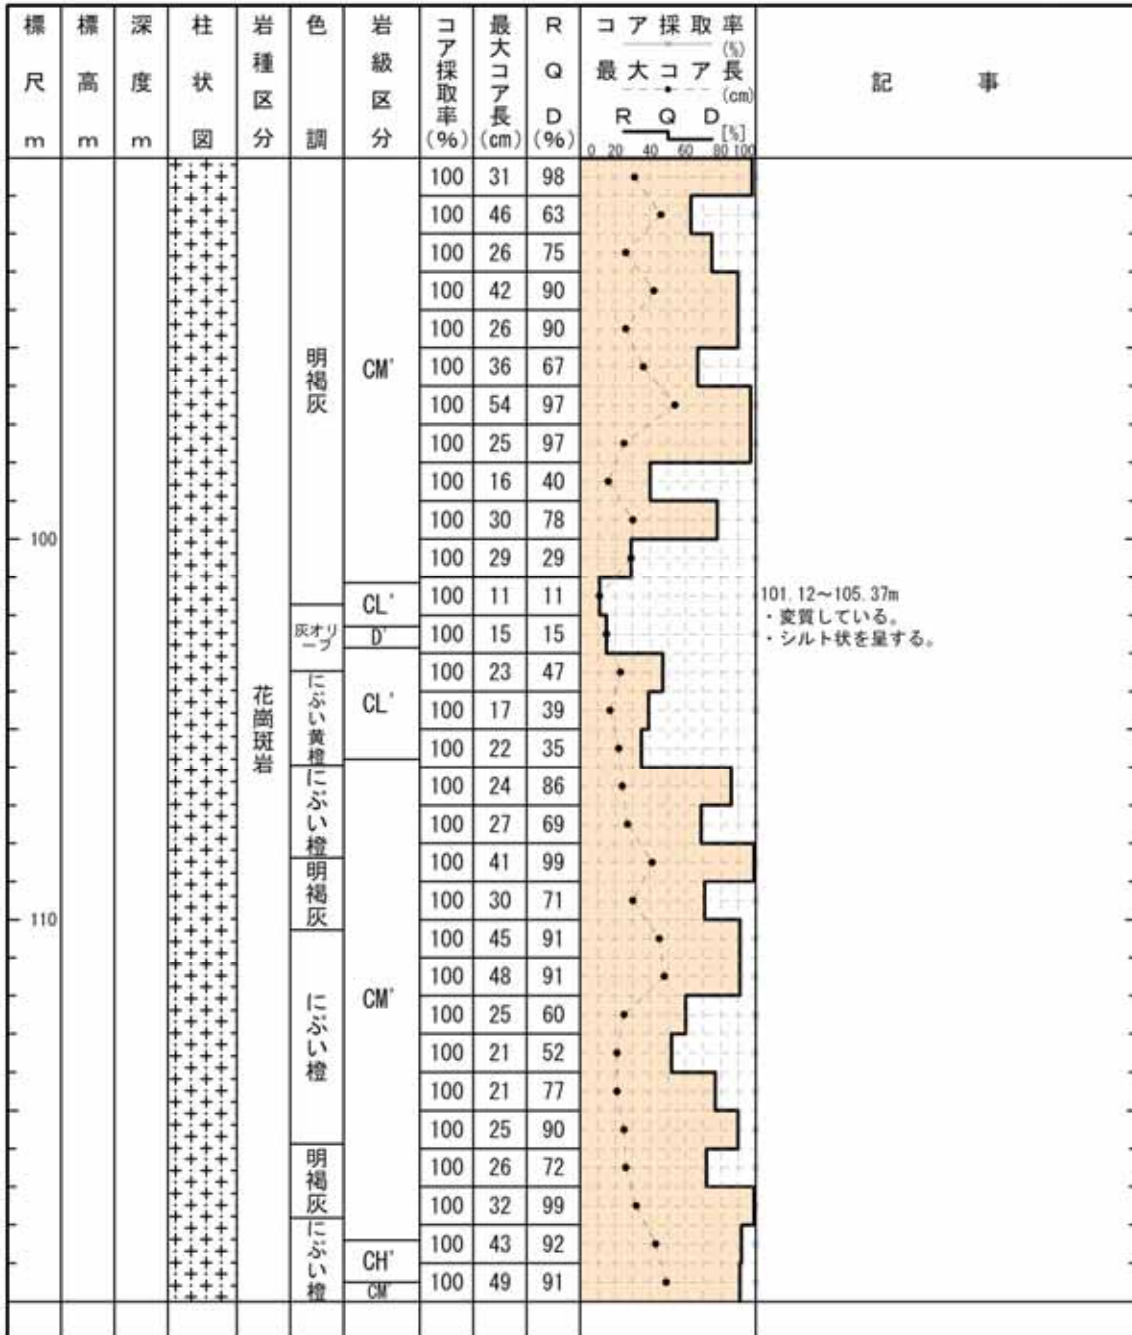 標尺m
標高m
深度m
柱状図
岩種区分
色調
岩級区分
コア採取率(%)
最大コア長(cm)
RQD(%)
コア採取率
(%)
最大コア長
(cm)
RQD
[%]
0 20 40 60 80 100
記事
100 31 98
100 46 63
100 26 75
100 42 90
100 26 90
100 36 67
明褐灰
CM'
100 54 97
100 25 97
100 16 40
100 30 78
100
100 29 29
100 11 11
CL'
101.12～105.37m
・変質している。
・シルト状を呈する。
灰オリーブ
D'
100 15 15
100 23 47
花崗斑岩
にぶい黄橙
CL'
100 17 39
100 22 35
にぶい橙
100 24 86
100 27 69
明褐灰
100 41 99
100 30 71
110
100 45 91
100 48 91
にぶい橙
CM'
100 25 60
100 21 52
100 21 77
100 25 90
明褐灰
100 26 72
100 32 99
にぶい橙
100 43 92
CH'
100 49 91
CM'